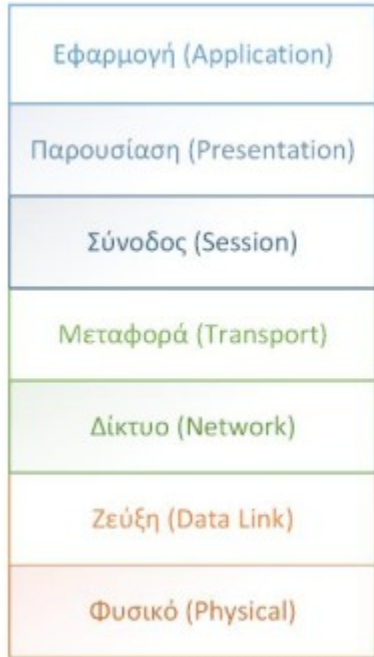 Εφαρμογή (Application)
Παρουσίαση (Presentation)
Σύνοδος (Session)
Μεταφορά (Transport)
Δίκτυο (Network)
Ζεύξη (Data Link)
Φυσικό (Physical)